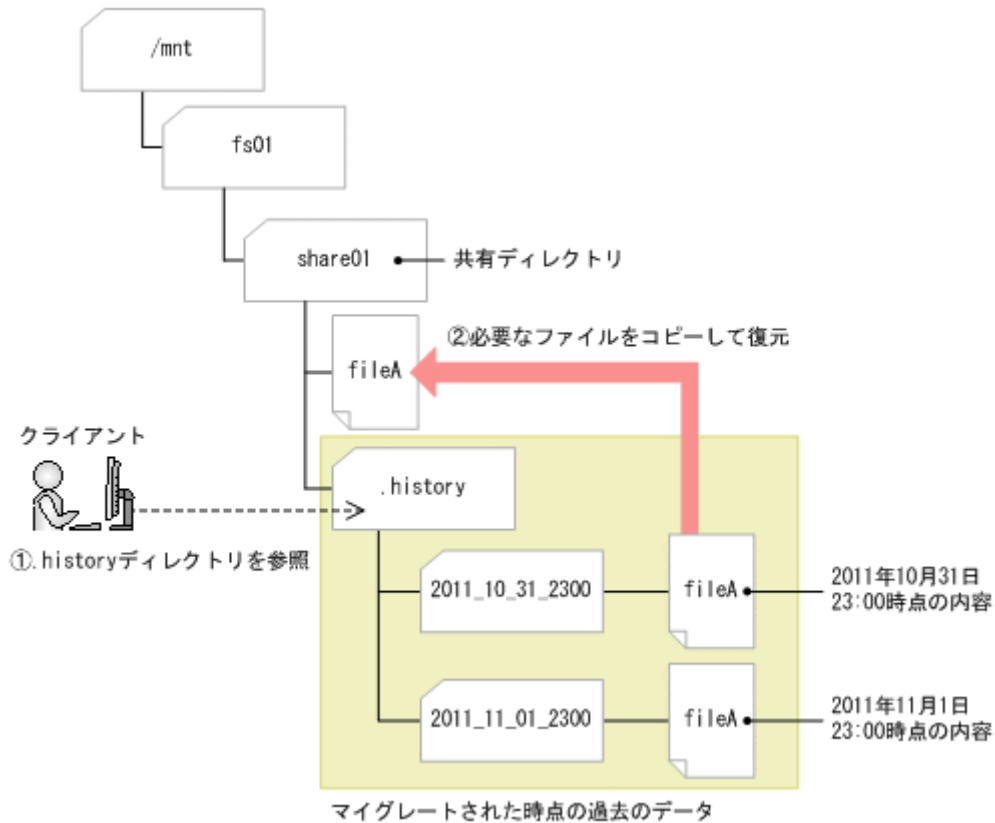 /mnt
fs01
share01
共有ディレクトリ
②必要なファイルをコピーして復元
fileA
クライアント
.history
①.historyディレクトリを参照
2011_10_31_2300
fileA
2011年10月31日
23:00時点の内容
2011_11_01_2300
fileA
2011年11月1日
23:00時点の内容
マイグレートされた時点の過去のデータ